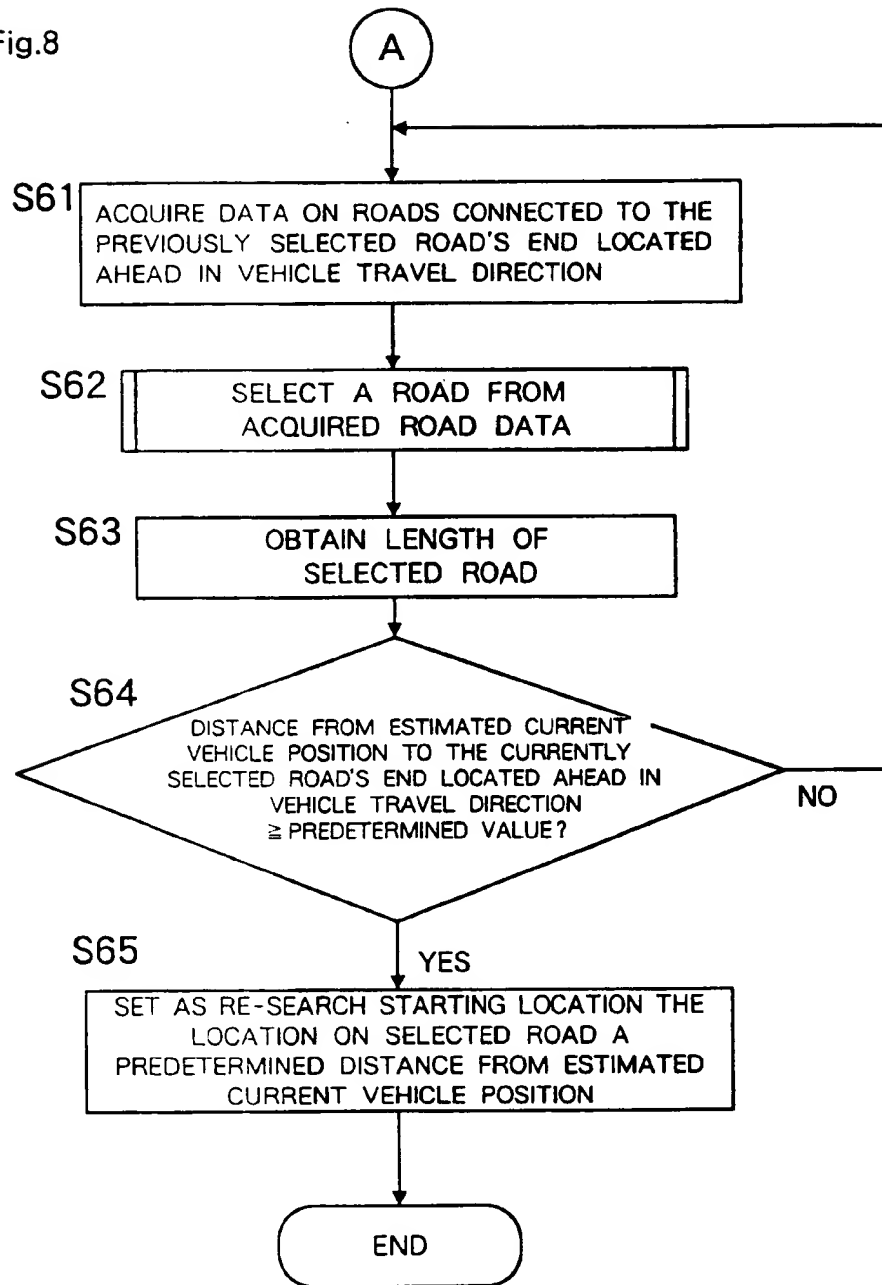 Fig.8
A
S61
ACQUIRE DATA ON ROADS CONNECTED TO THE
PREVIOUSLY SELECTED ROAD'S END LOCATED
AHEAD IN VEHICLE TRAVEL DIRECTION
S62
SELECT A ROAD FROM
ACQUIRED ROAD DATA
S63
OBTAIN LENGTH OF
SELECTED ROAD
S64
DISTANCE FROM ESTIMATED CURRENT
VEHICLE POSITION TO THE CURRENTLY
SELECTED ROAD'S END LOCATED AHEAD IN
VEHICLE TRAVEL DIRECTION
≧ PREDETERMINED VALUE?
NO
YES
S65
SET AS RE-SEARCH STARTING LOCATION THE
LOCATION ON SELECTED ROAD A
PREDETERMINED DISTANCE FROM ESTIMATED
CURRENT VEHICLE POSITION
END